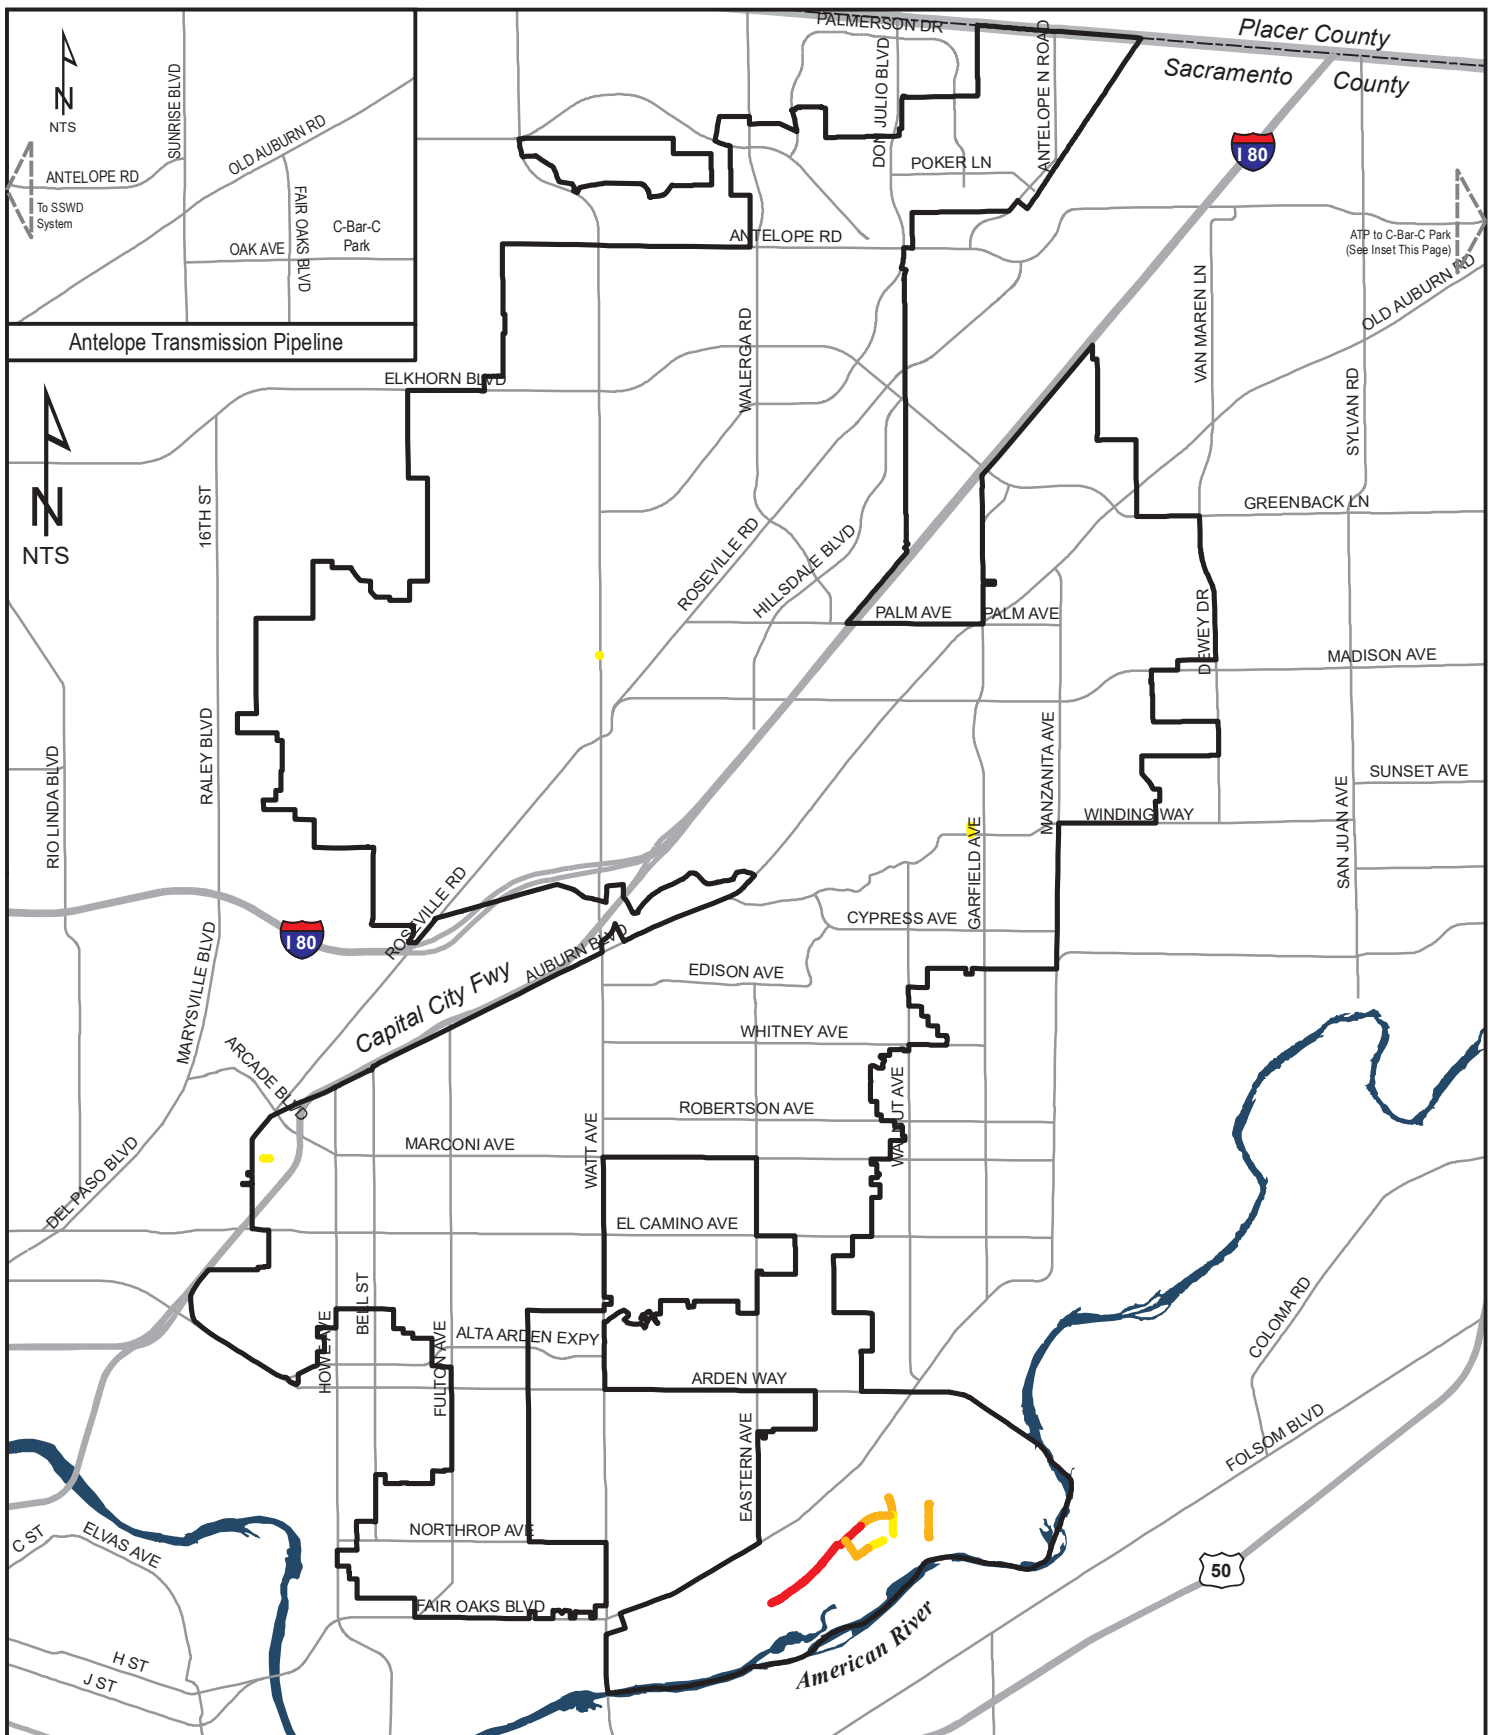 PALMERSON DR
Placer County
Sacramento County
I 80
DON JULIO BLVD
ANTELOPE N ROAD
POKER LN
N
NTS
SUNRISE BLVD
OLD AUBURN RD
ANTELOPE RD
To SSWD
System
FAIR OAKS BLVD
C-Bar-C
Park
OAK AVE
Antelope Transmission Pipeline
ANTELOPE RD
ATP to C-Bar-C Park
(See Inset This Page)
OLD AUBURN RD
VAN MAREN LN
WALERGA RD
ELKHORN BLVD
SYLVAN RD
N
NTS
16TH ST
GREENBACK LN
ROSEVILLE RD
HILLSDALE BLVD
PALM AVE
PALM AVE
DEWEY DR
MADISON AVE
RIO LINDA BLVD
RALEY BLVD
MANZANITA AVE
SUNSET AVE
WINDING WAY
SAN JUAN AVE
GARFIELD AVE
ROSEVILLE RD
CYPRESS AVE
I 80
AUBURN BLVD
MARYSVILLE BLVD
Capital City Fwy
EDISON AVE
WHITNEY AVE
ARCADE BLVD
WALNUT AVE
ROBERTSON AVE
MARCONI AVE
WATT AVE
DEL PASO BLVD
EL CAMINO AVE
BELL ST
HOWE AVE
FULTON AVE
ALTA ARDEN EXPY
COLOMA RD
ARDEN WAY
EASTERN AVE
FOLSOM BLVD
NORTHROP AVE
C ST
ELVAS AVE
50
FAIR OAKS BLVD
American River
H ST
J ST